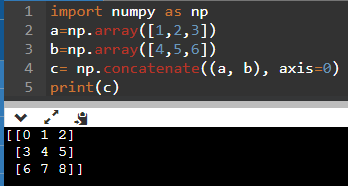 1 import numpy as np
2 a=np.array([1,2,3])
3 b=np.array([4,5,6])
4 c= np.concatenate((a, b), axis=0)
5 print(c)
[[0 1 2]
 [3 4 5]
 [6 7 8]]